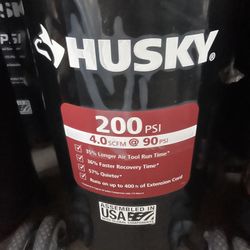 HUSKY®
200 PSI
4.0 SCFM @ 90 PSI
35% Longer Air Tool Run Time*
36% Faster Recovery Time*
57% Quieter*
Runs on up to 400 ft of Extension Cord
ASSEMBLED IN
USA